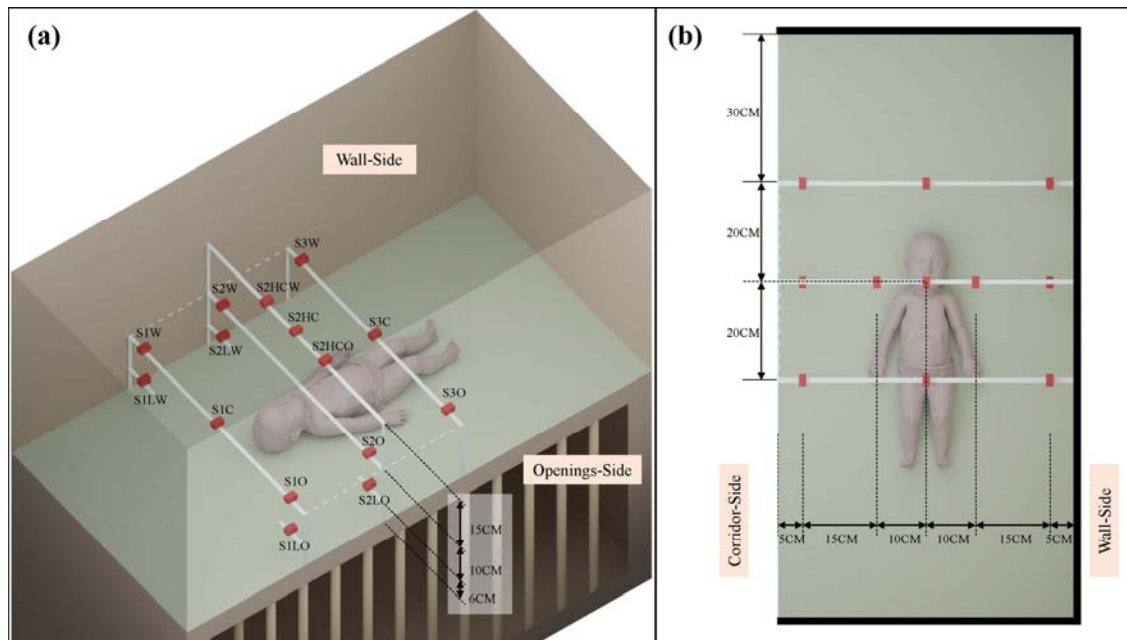 (a)
Wall-Side
S3W
S2W
S2HCW
S1W
S2LW
S2HC
S3C
S2HCO
S1LW
S1C
S3O
S2O
Openings-Side
S1O
S2LO
S1LO
15CM
10CM
6CM
(b)
30CM
20CM
20CM
Corridor-Side
Wall-Side
5CM
15CM
10CM
10CM
15CM
5CM